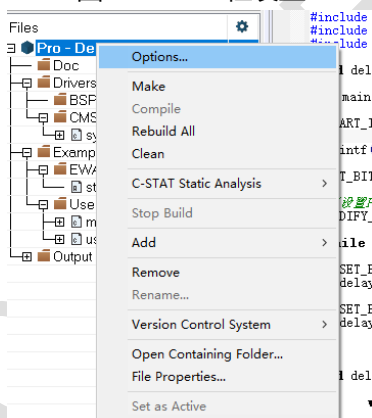 Files
Pro - De
Doc
Drivers
BSP
CMS
sy
Examp
EWA
st
Use
m
us
Output
Options...
Make
Compile
Rebuild All
Clean
C-STAT Static Analysis
Stop Build
Add
Remove
Rename...
Version Control System
Open Containing Folder...
File Properties...
Set as Active
#include
#include
#include
del
main
ART_I
intf(
T_BIT
DIFY_
ile
SET_B
delay
SET_B
delay
del